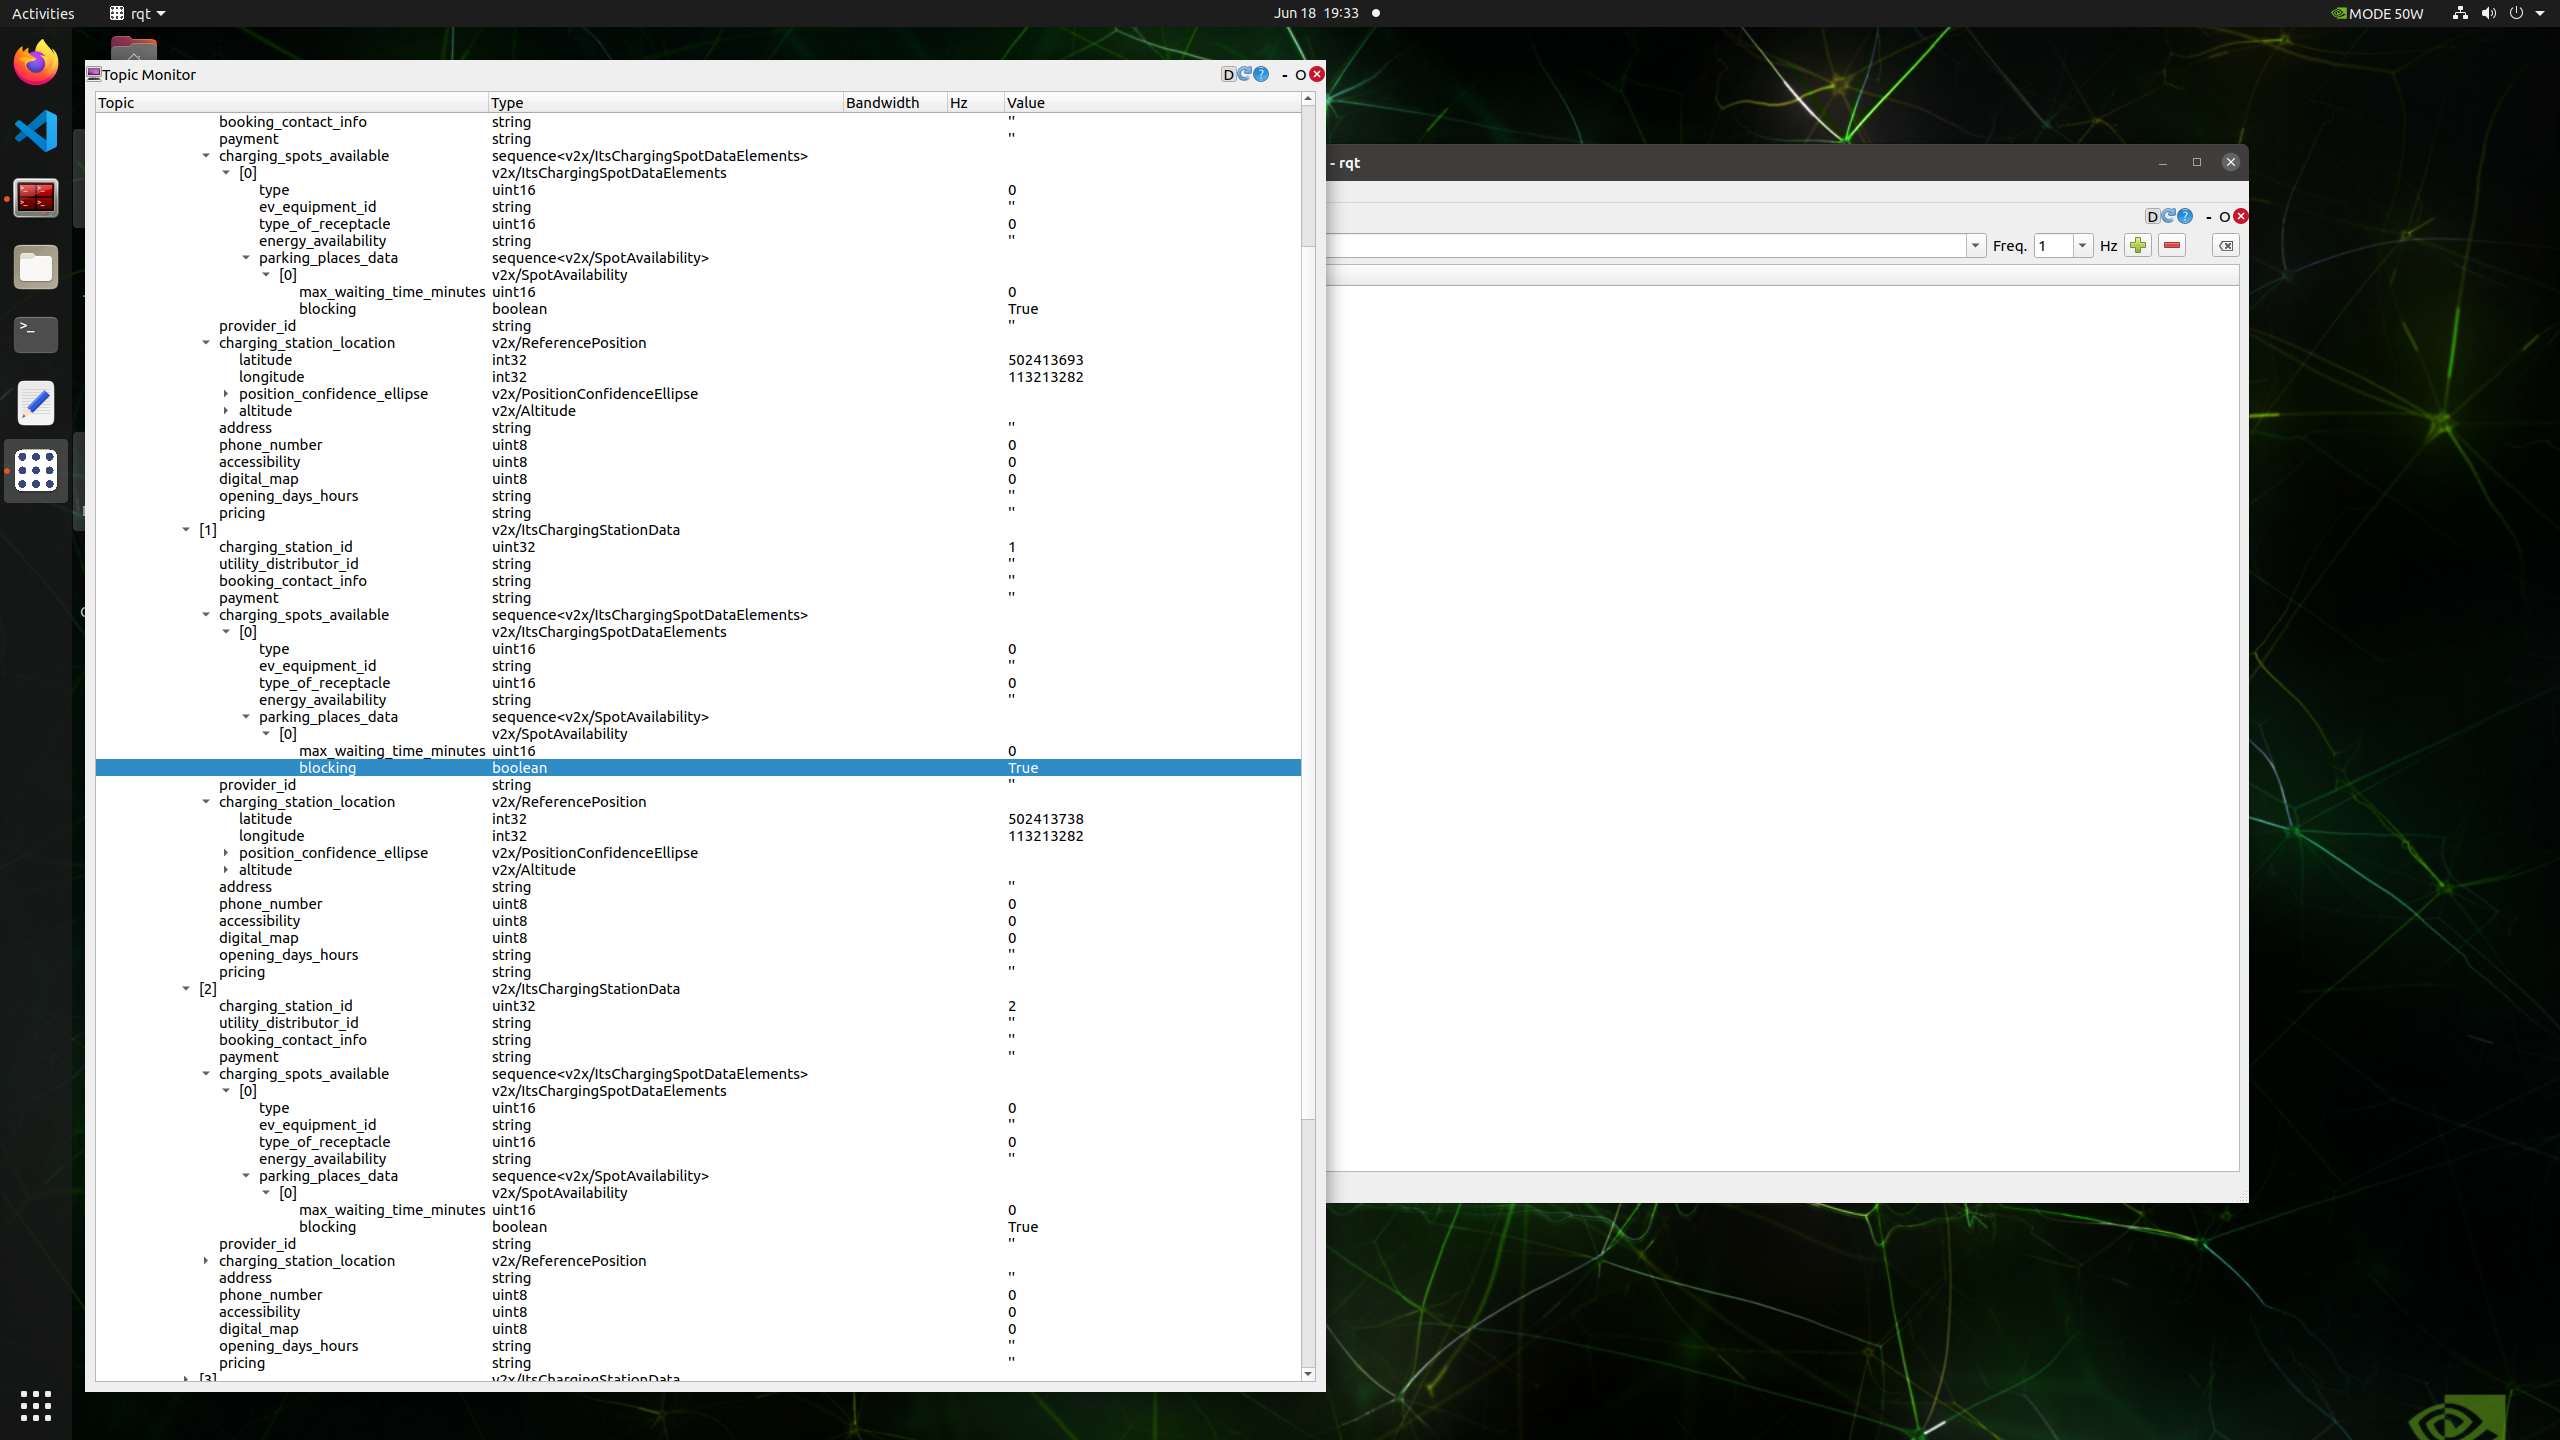 Activities rqt Jun 18 19:33 MODE 50W
Topic Monitor D ? - O
Topic Type Bandwidth Hz Value
booking_contact_info string ''
payment string ''
charging_spots_available sequence<v2x/ItsChargingSpotDataElements>
[0] v2x/ItsChargingSpotDataElements
type uint16 0
ev_equipment_id string ''
type_of_receptacle uint16 0
energy_availability string ''
parking_places_data sequence<v2x/SpotAvailability>
[0] v2x/SpotAvailability
max_waiting_time_minutes uint16 0
blocking boolean True
provider_id string ''
charging_station_location v2x/ReferencePosition
latitude int32 502413693
longitude int32 113213282
position_confidence_ellipse v2x/PositionConfidenceEllipse
altitude v2x/Altitude
address string ''
phone_number uint8 0
accessibility uint8 0
digital_map uint8 0
opening_days_hours string ''
pricing string ''
[1] v2x/ItsChargingStationData
charging_station_id uint32 1
utility_distributor_id string ''
booking_contact_info string ''
payment string ''
charging_spots_available sequence<v2x/ItsChargingSpotDataElements>
[0] v2x/ItsChargingSpotDataElements
type uint16 0
ev_equipment_id string ''
type_of_receptacle uint16 0
energy_availability string ''
parking_places_data sequence<v2x/SpotAvailability>
[0] v2x/SpotAvailability
max_waiting_time_minutes uint16 0
blocking boolean True
provider_id string ''
charging_station_location v2x/ReferencePosition
latitude int32 502413738
longitude int32 113213282
position_confidence_ellipse v2x/PositionConfidenceEllipse
altitude v2x/Altitude
address string ''
phone_number uint8 0
accessibility uint8 0
digital_map uint8 0
opening_days_hours string ''
pricing string ''
[2] v2x/ItsChargingStationData
charging_station_id uint32 2
utility_distributor_id string ''
booking_contact_info string ''
payment string ''
charging_spots_available sequence<v2x/ItsChargingSpotDataElements>
[0] v2x/ItsChargingSpotDataElements
type uint16 0
ev_equipment_id string ''
type_of_receptacle uint16 0
energy_availability string ''
parking_places_data sequence<v2x/SpotAvailability>
[0] v2x/SpotAvailability
max_waiting_time_minutes uint16 0
blocking boolean True
provider_id string ''
charging_station_location v2x/ReferencePosition
address string ''
phone_number uint8 0
accessibility uint8 0
digital_map uint8 0
opening_days_hours string ''
pricing string ''
[3] v2x/ItsChargingStationData
- rqt
D ? - O
Freq. 1 Hz